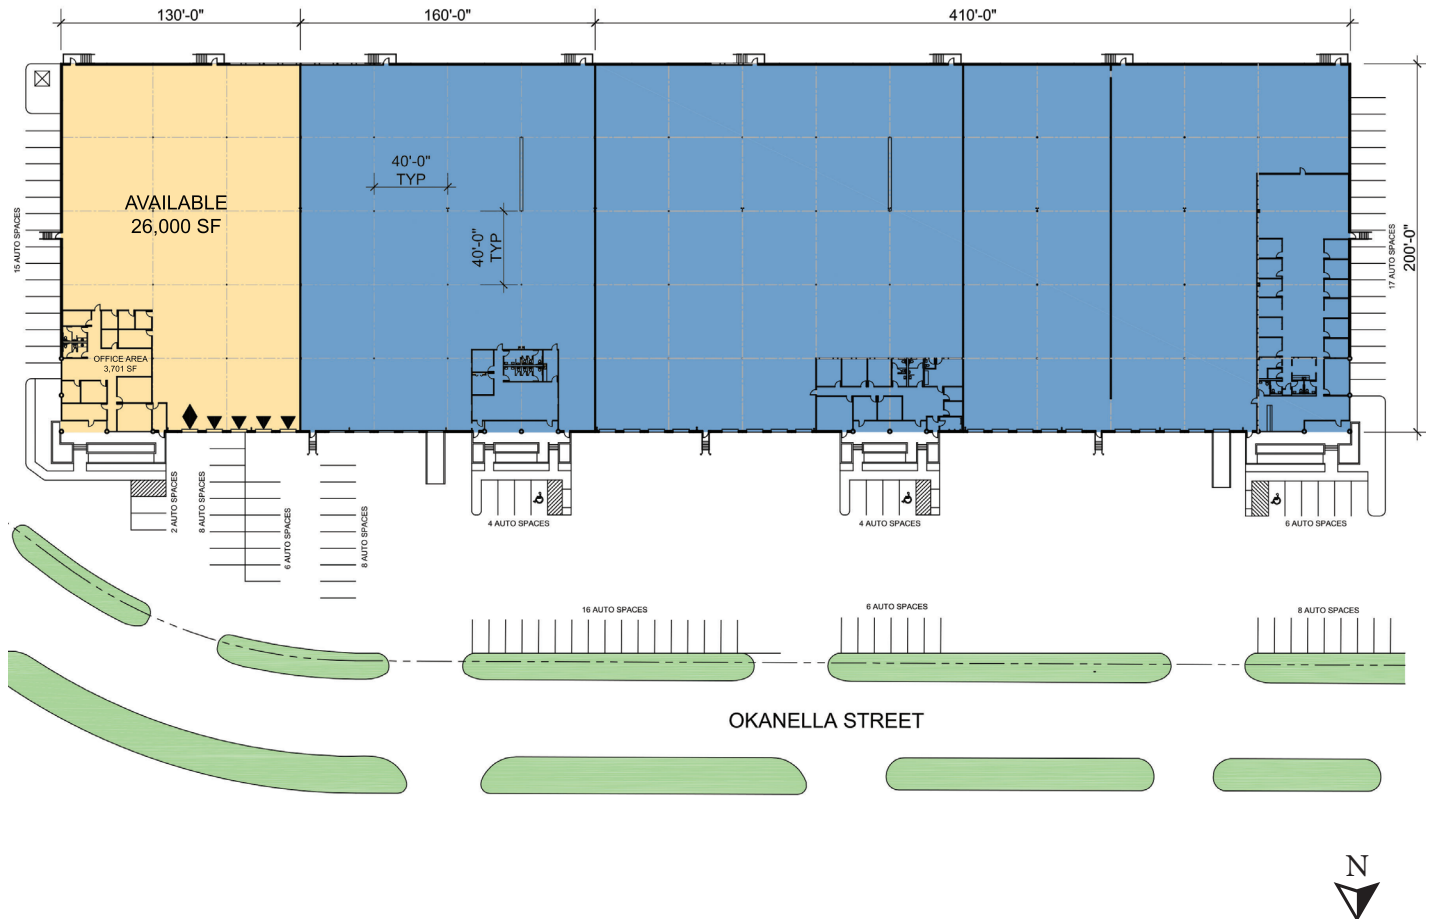 130'-0"
160'-0"
410'-0"
40'-0"
TYP
AVAILABLE
26,000 SF
40'-0"
TYP
200'-0"
15 AUTO SPACES
17 AUTO SPACES
OFFICE AREA
3,701 SF
2 AUTO SPACES
8 AUTO SPACES
6 AUTO SPACES
8 AUTO SPACES
4 AUTO SPACES
4 AUTO SPACES
6 AUTO SPACES
16 AUTO SPACES
6 AUTO SPACES
8 AUTO SPACES
OKANELLA STREET
N